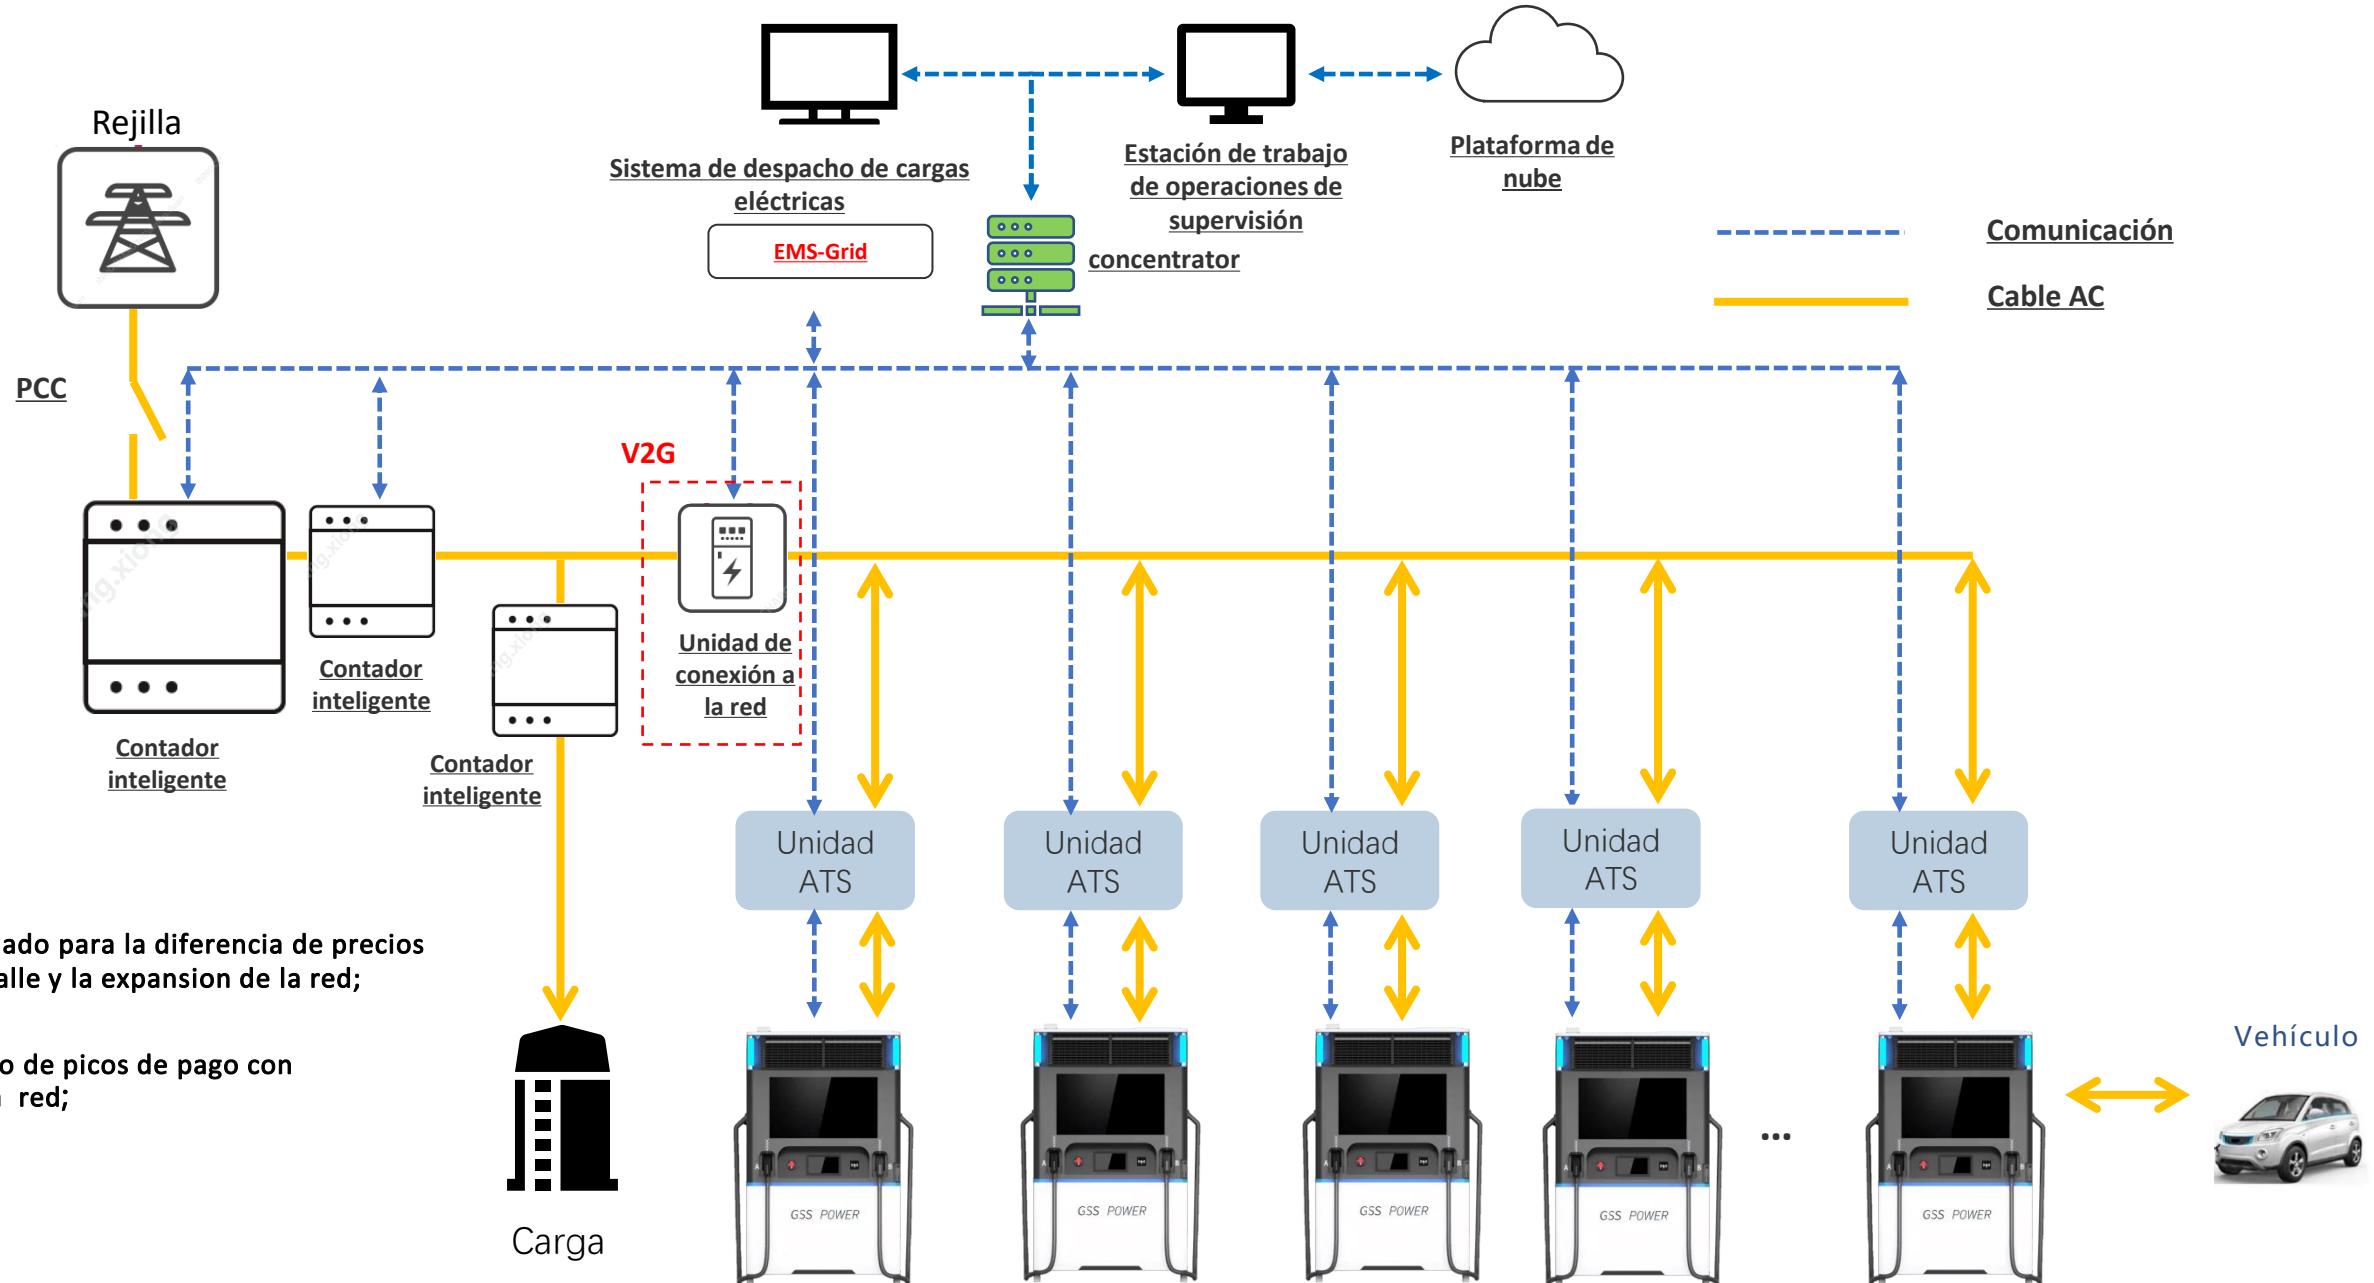 Rejilla
Sistema de despacho de cargas
eléctricas
EMS-Grid
Estación de trabajo
de operaciones de
supervisión
Plataforma de
nube
concentrator
Comunicación
Cable AC
PCC
V2G
Unidad de
conexión a
la red
Contador
inteligente
Contador
inteligente
Contador
inteligente
Unidad
ATS
Unidad
ATS
Unidad
ATS
Unidad
ATS
Unidad
ATS
ado para la diferencia de precios
alle y la expansion de la red;
o de picos de pago con
red;
Carga
...
Vehículo
A
B
GSS POWER
A
GSS POWER
A
GSS POWER
A
B
GSS POWER
A
B
GSS POWER